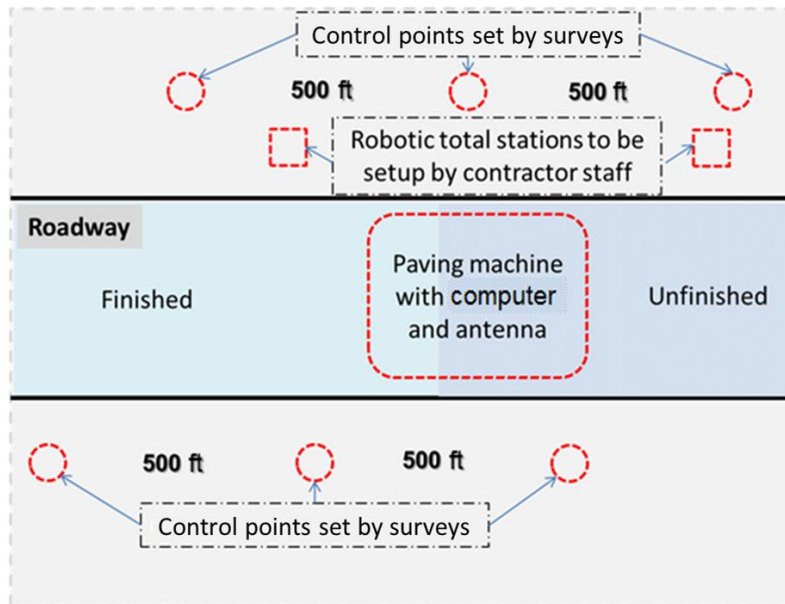 Control points set by surveys
500 ft
500 ft
Robotic total stations to be
setup by contractor staff
Roadway
Finished
Paving machine
with computer
and antenna
Unfinished
500 ft
500 ft
Control points set by surveys